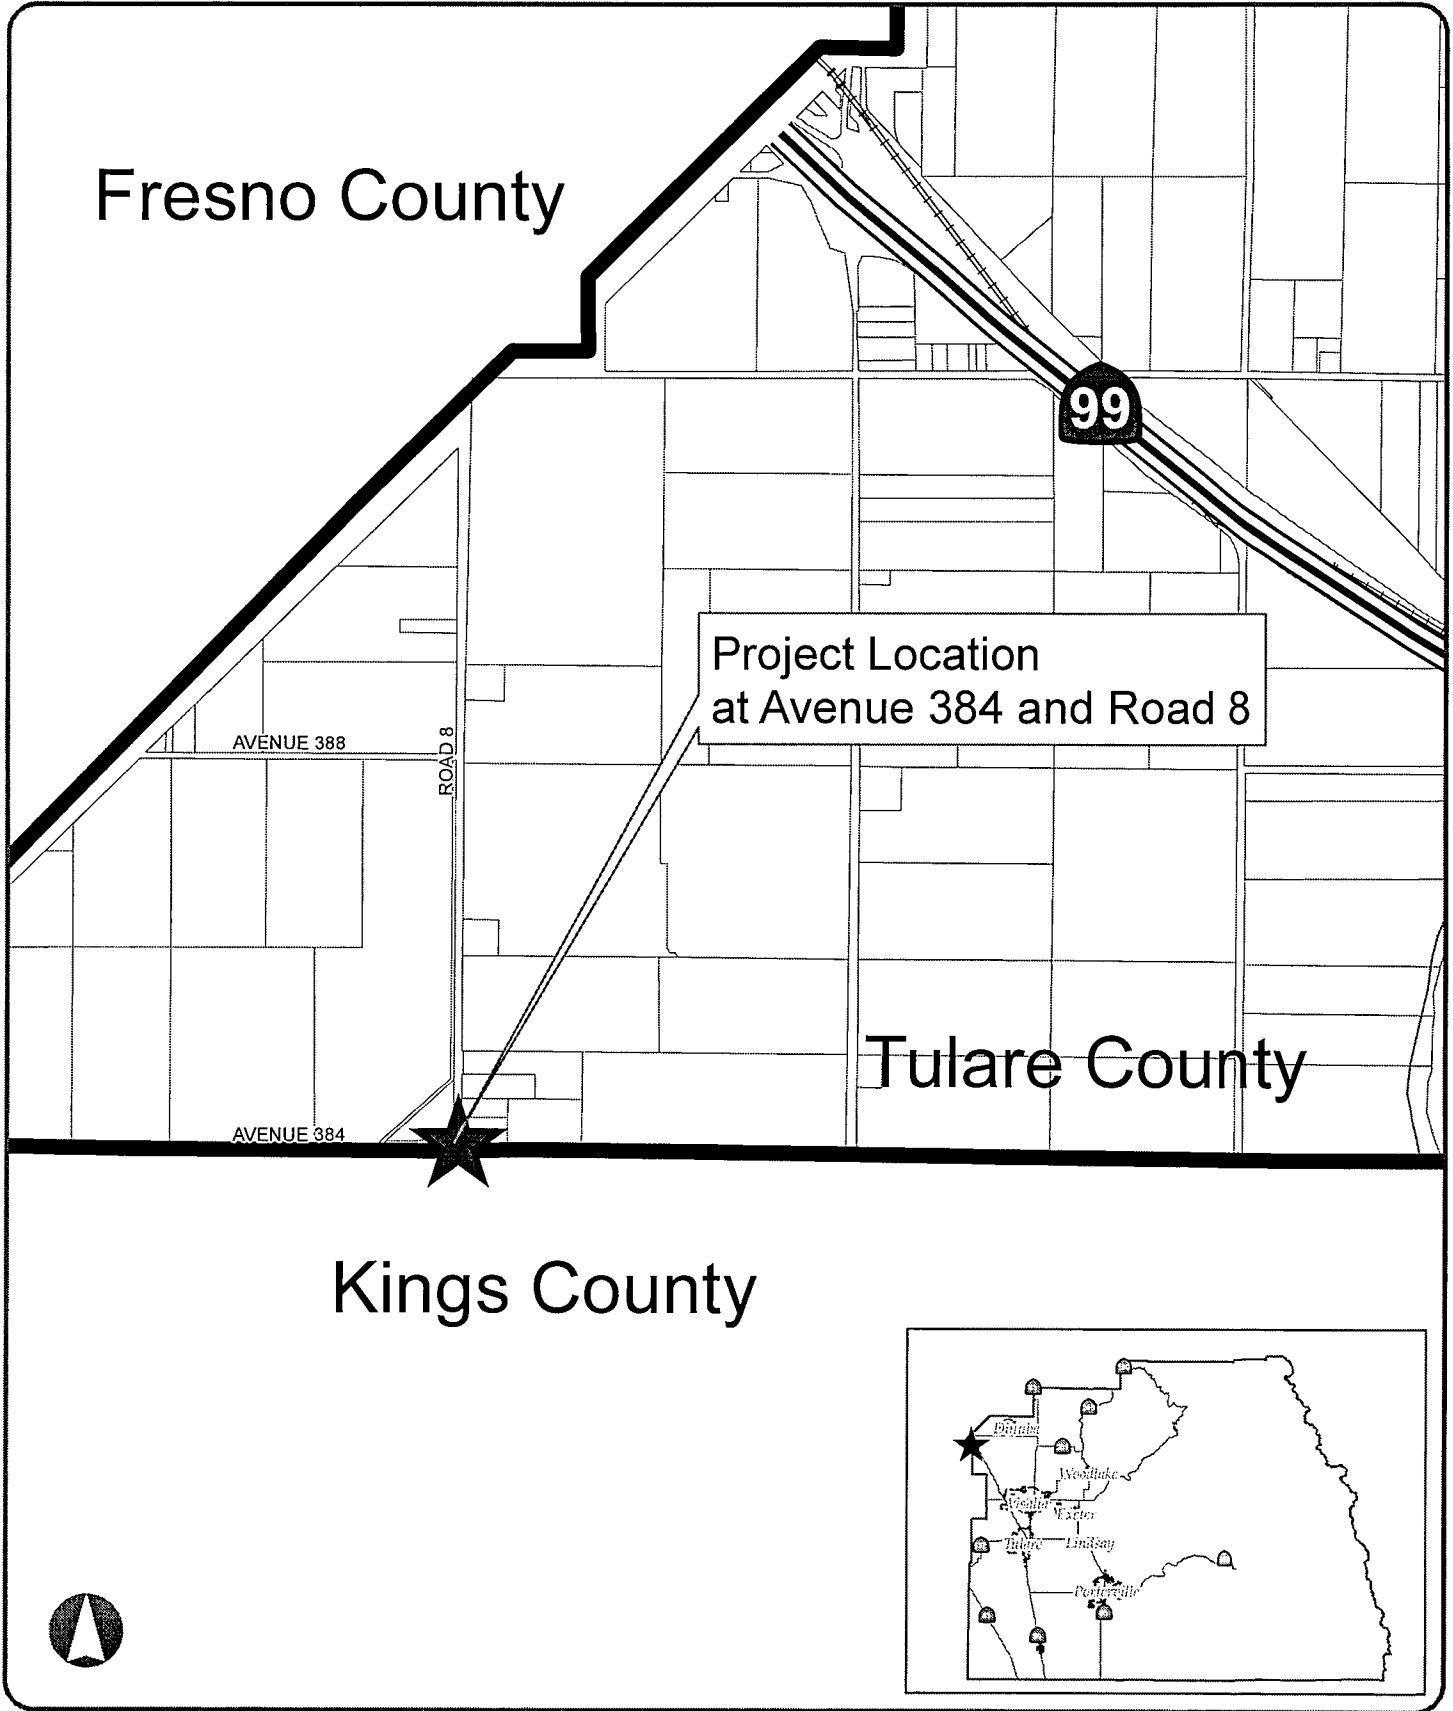 Fresno County
99
Project Location
at Avenue 384 and Road 8
AVENUE 388
ROAD 8
Tulare County
AVENUE 384
Kings County
Dinuba
Woodlake
Visalia
Exeter
Tulare
Lindsay
Porterville